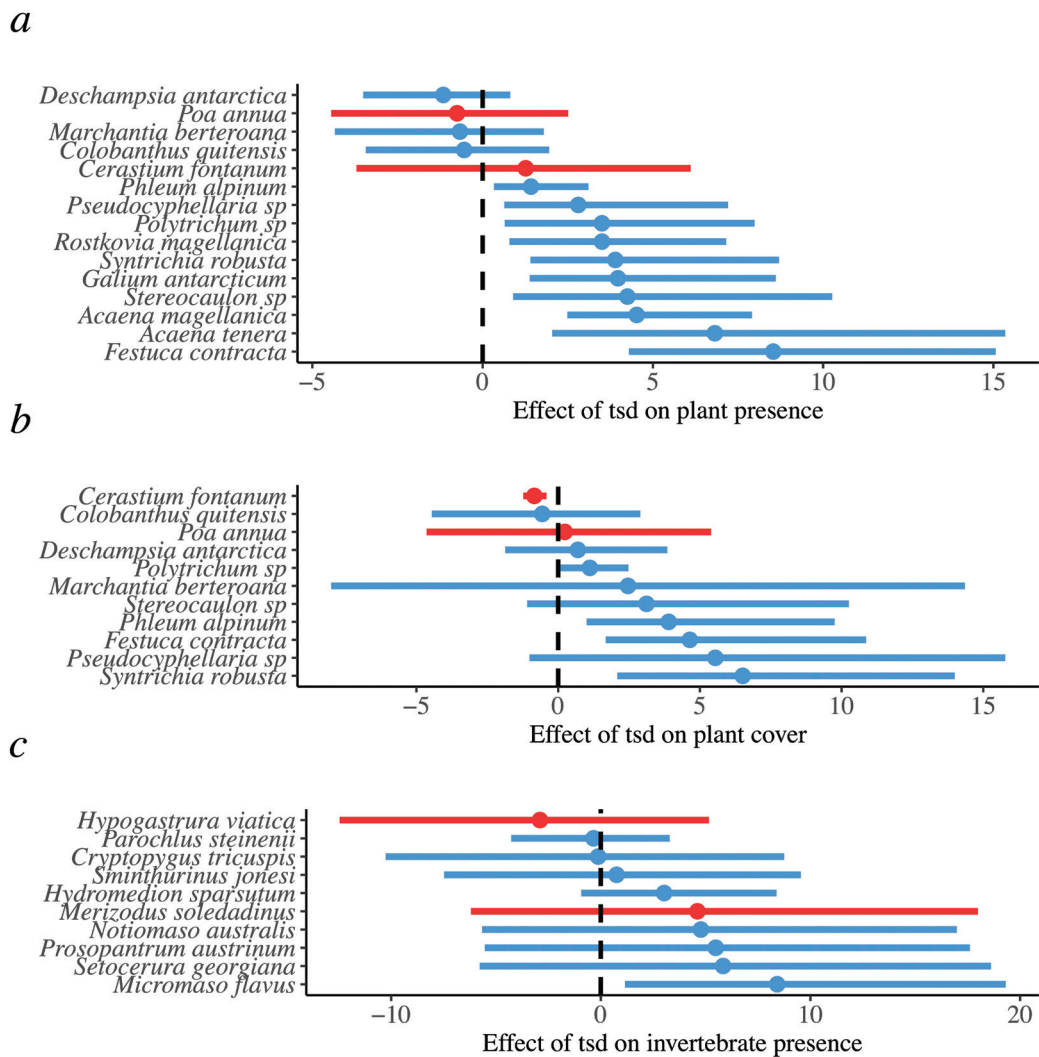 a
Deschampsia antarctica
Poa annua
Marchantia berteroana
Colobanthus quitensis
Cerastium fontanum
Phleum alpinum
Pseudocyphellaria sp
Polytrichum sp
Rostkovia magellanica
Syntrichia robusta
Galium antarcticum
Stereocaulon sp
Acaena magellanica
Acaena tenera
Festuca contracta
−5 0 5 10 15
Effect of tsd on plant presence
b
Cerastium fontanum
Colobanthus quitensis
Poa annua
Deschampsia antarctica
Polytrichum sp
Marchantia berteroana
Stereocaulon sp
Phleum alpinum
Festuca contracta
Pseudocyphellaria sp
Syntrichia robusta
−5 0 5 10 15
Effect of tsd on plant cover
c
Hypogastrura viatica
Parochlus steinenii
Cryptopygus tricuspis
Sminthurinus jonesi
Hydromedion sparsutum
Merizodus soledadinus
Notiomaso australis
Prosopantrum austrinum
Setocerura georgiana
Micromaso flavus
−10 0 10 20
Effect of tsd on invertebrate presence